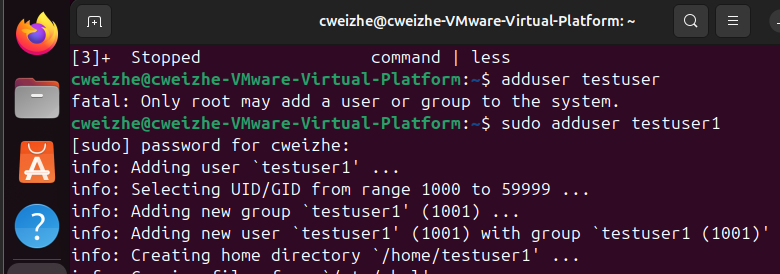 cweizhe@cweizhe-VMware-Virtual-Platform: ~
[3]+  Stopped                 command | less
cweizhe@cweizhe-VMware-Virtual-Platform:~$ adduser testuser
fatal: Only root may add a user or group to the system.
cweizhe@cweizhe-VMware-Virtual-Platform:~$ sudo adduser testuser1
[sudo] password for cweizhe:
info: Adding user `testuser1' ...
info: Selecting UID/GID from range 1000 to 59999 ...
info: Adding new group `testuser1' (1001) ...
info: Adding new user `testuser1' (1001) with group `testuser1 (1001)'
info: Creating home directory `/home/testuser1' ...